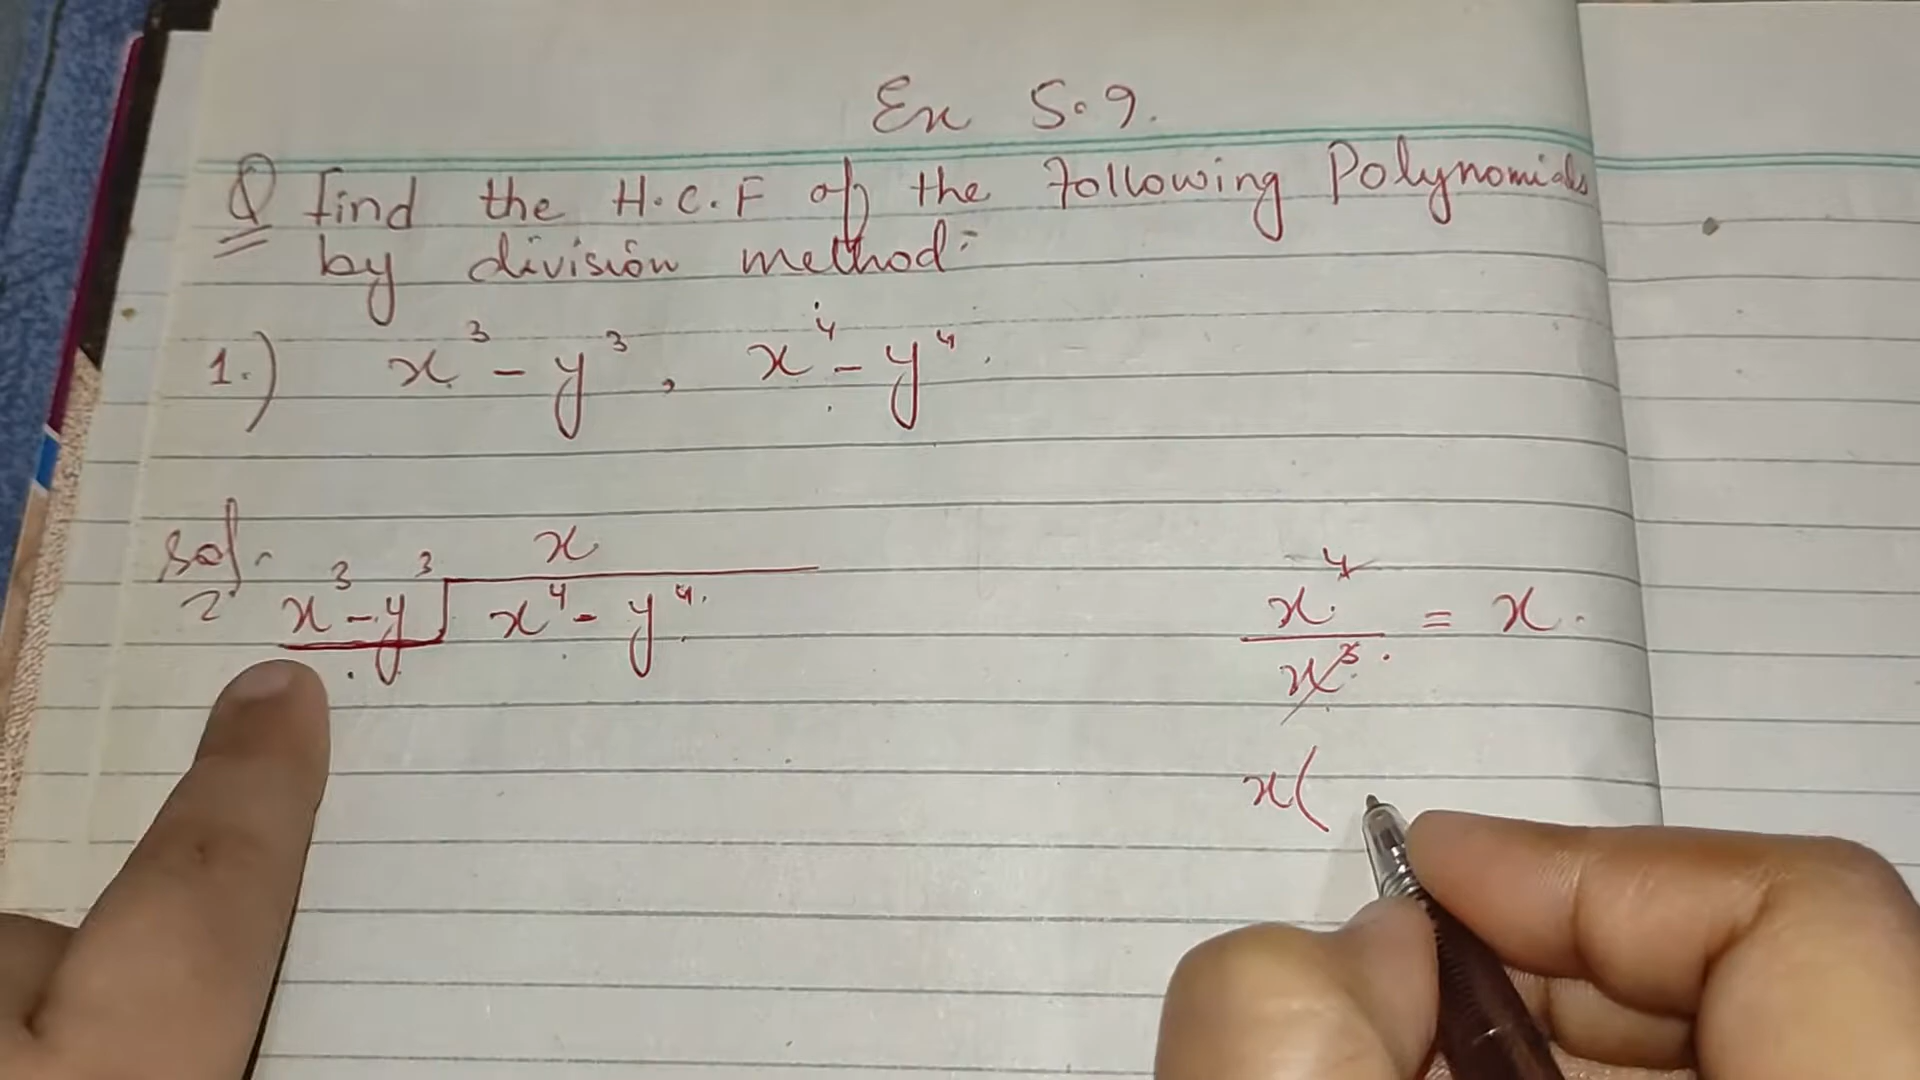 Ex 5.9.
Q find the H.C.F of the following Polynomials
by division method:
1.) x³ - y³, x⁴ - y⁴.
Sol.
x
x³ - y³ x⁴ - y⁴.
x⁴ / x³ = x.
x(